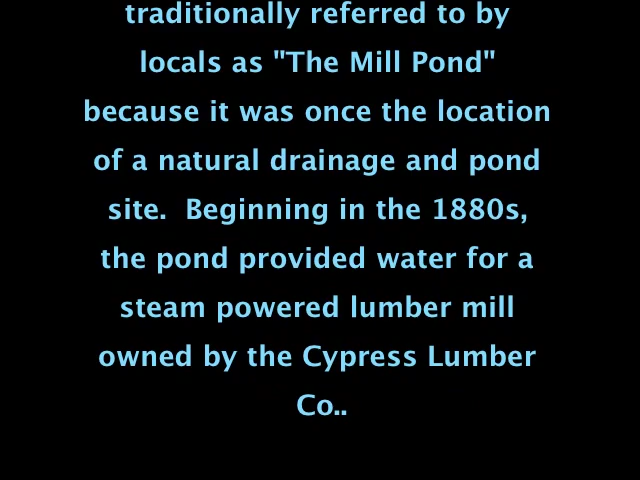 traditionally referred to by
locals as "The Mill Pond"
because it was once the location
of a natural drainage and pond
site.  Beginning in the 1880s,
the pond provided water for a
steam powered lumber mill
owned by the Cypress Lumber
Co..